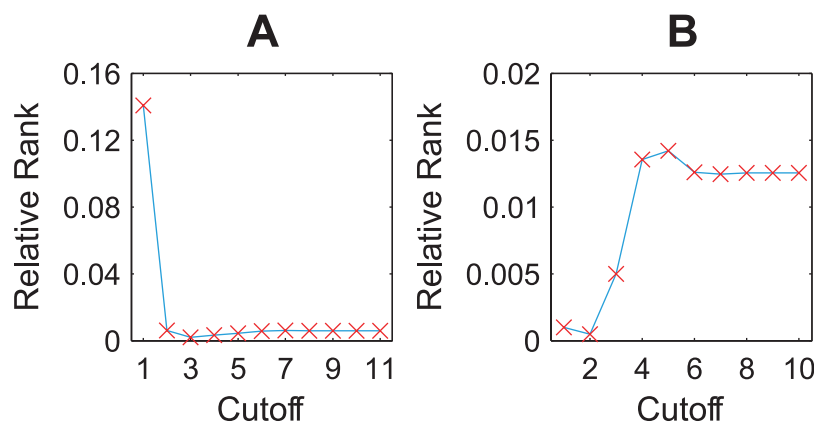 A
Relative Rank
0.16
0.12
0.08
0.04
0
1 3 5 7 9 11
Cutoff
B
Relative Rank
0.02
0.015
0.01
0.005
0
2 4 6 8 10
Cutoff